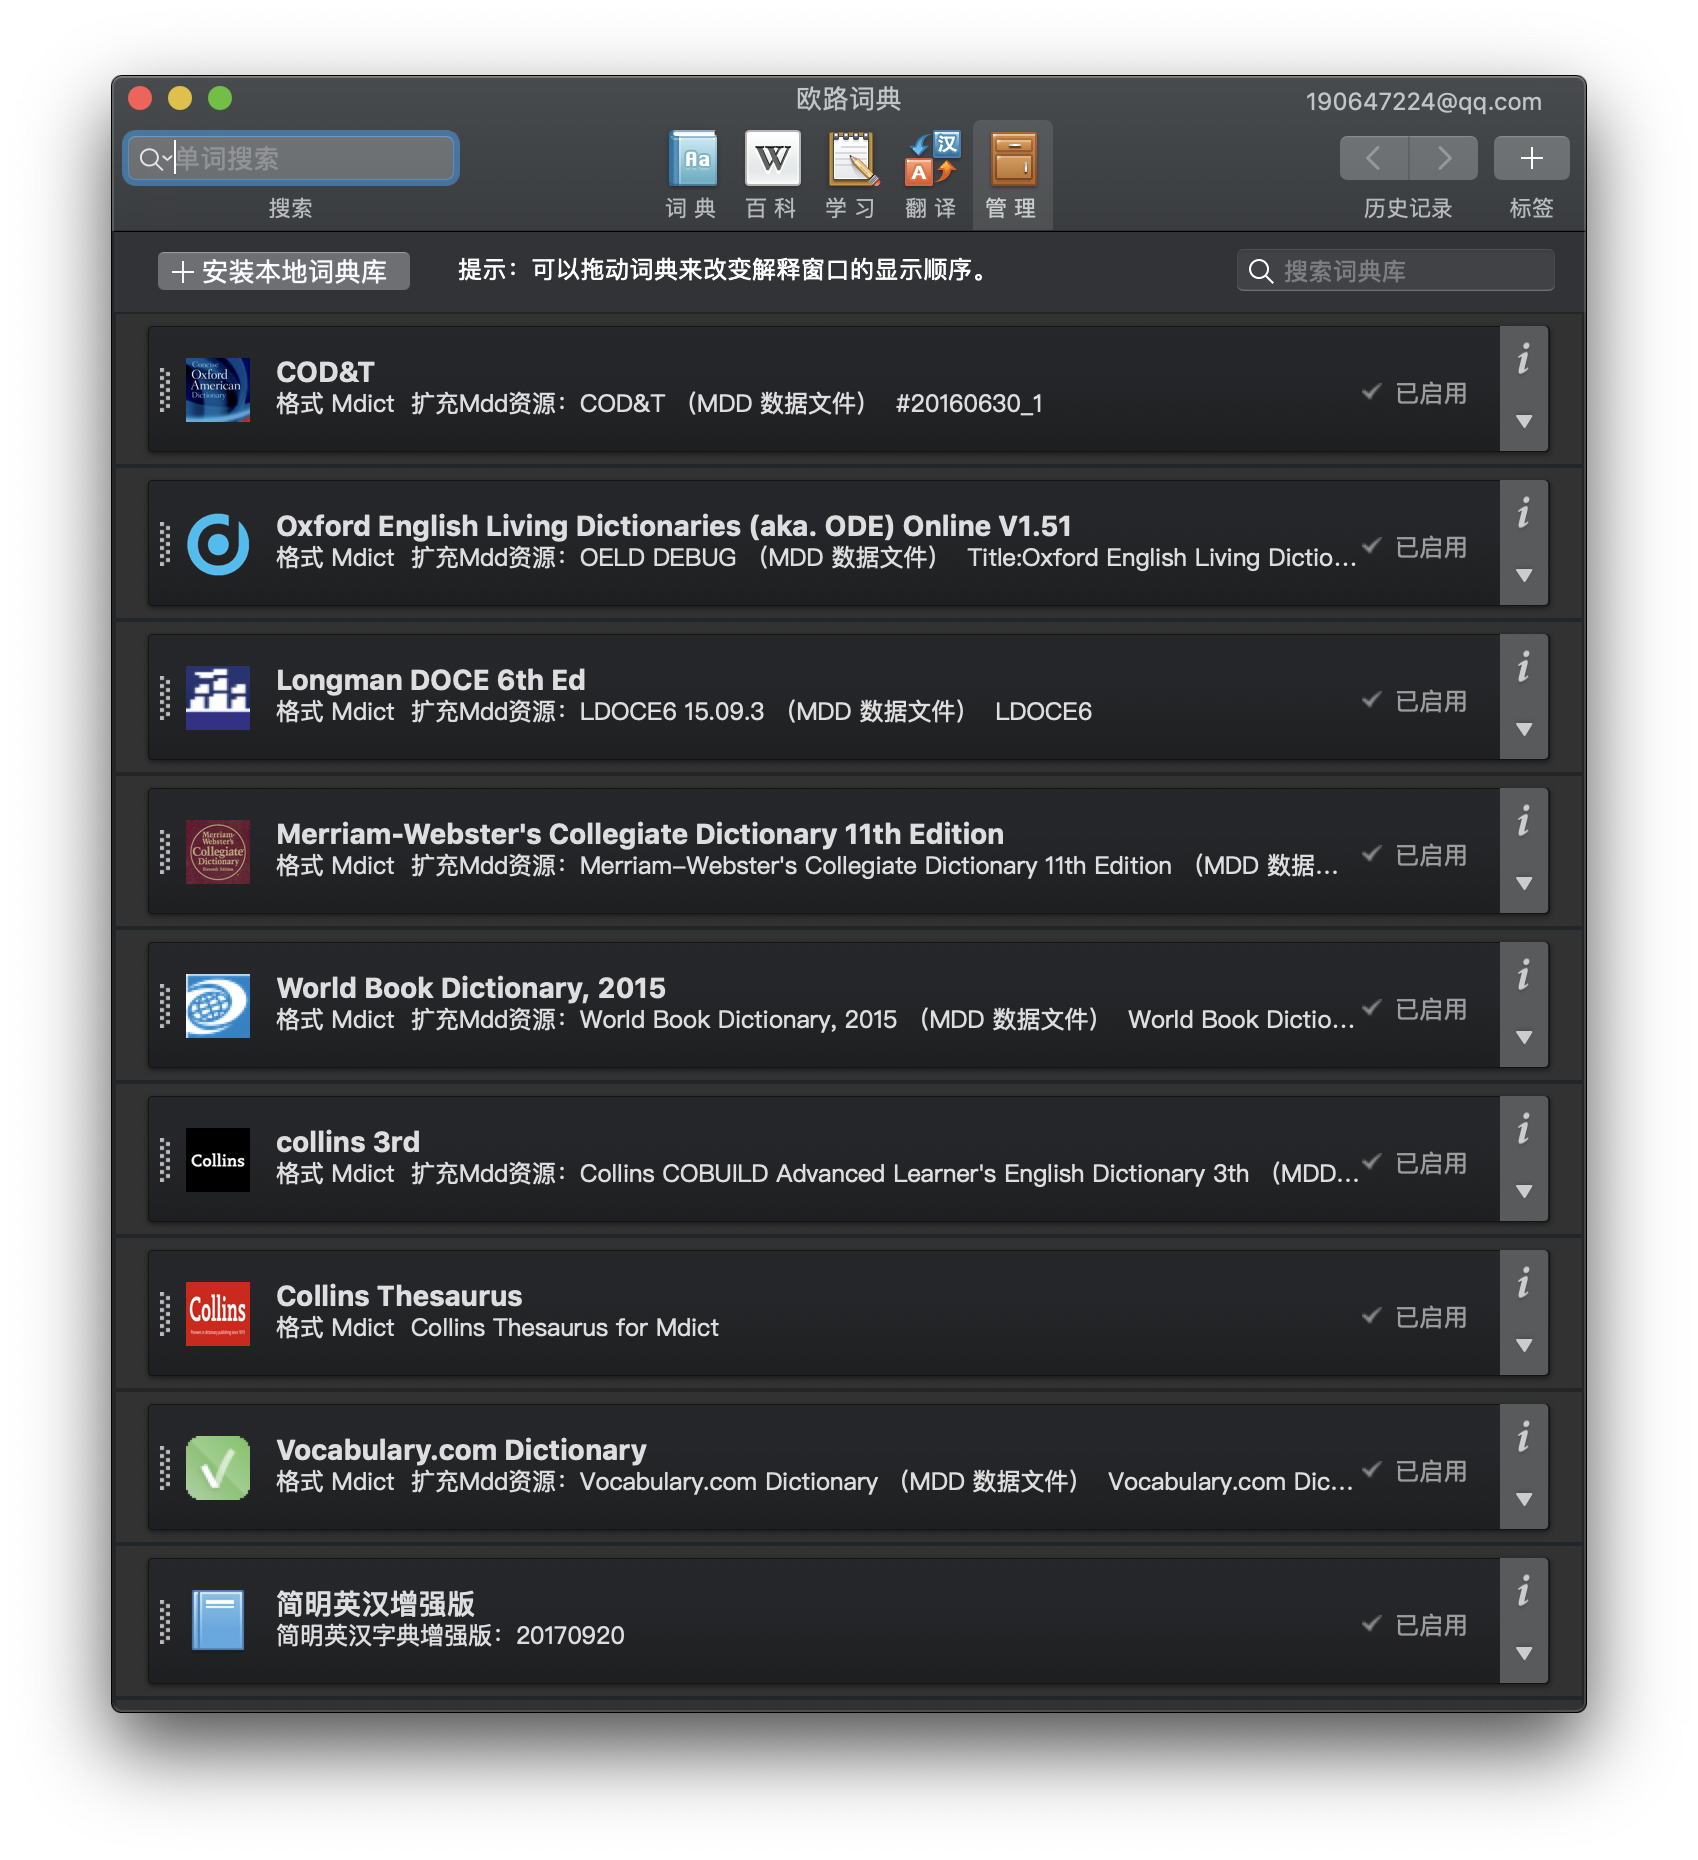 欧路词典
190647224@qq.com
单词搜索
搜索
Aa
W
汉
A
词典
百科
学习
翻译
管理
历史记录
标签
安装本地词典库
提示：可以拖动词典来改变解释窗口的显示顺序。
搜索词典库
Concise
Oxford
American
Dictionary
COD&T
格式 Mdict 扩充Mdd资源：COD&T （MDD 数据文件） #20160630_1
已启用
Oxford English Living Dictionaries (aka. ODE) Online V1.51
格式 Mdict 扩充Mdd资源：OELD DEBUG （MDD 数据文件） Title:Oxford English Living Dictio...
已启用
Longman DOCE 6th Ed
格式 Mdict 扩充Mdd资源：LDOCE6 15.09.3 （MDD 数据文件） LDOCE6
已启用
Merriam-
Webster's
Collegiate
Dictionary
Eleventh Edition
Merriam-Webster's Collegiate Dictionary 11th Edition
格式 Mdict 扩充Mdd资源：Merriam-Webster's Collegiate Dictionary 11th Edition （MDD 数据...
已启用
World Book Dictionary, 2015
格式 Mdict 扩充Mdd资源：World Book Dictionary, 2015 （MDD 数据文件） World Book Dictio...
已启用
Collins
collins 3rd
格式 Mdict 扩充Mdd资源：Collins COBUILD Advanced Learner's English Dictionary 3th （MDD...
已启用
Collins
Collins Thesaurus
格式 Mdict Collins Thesaurus for Mdict
已启用
Vocabulary.com Dictionary
格式 Mdict 扩充Mdd资源：Vocabulary.com Dictionary （MDD 数据文件） Vocabulary.com Dic...
已启用
简明英汉增强版
简明英汉字典增强版：20170920
已启用